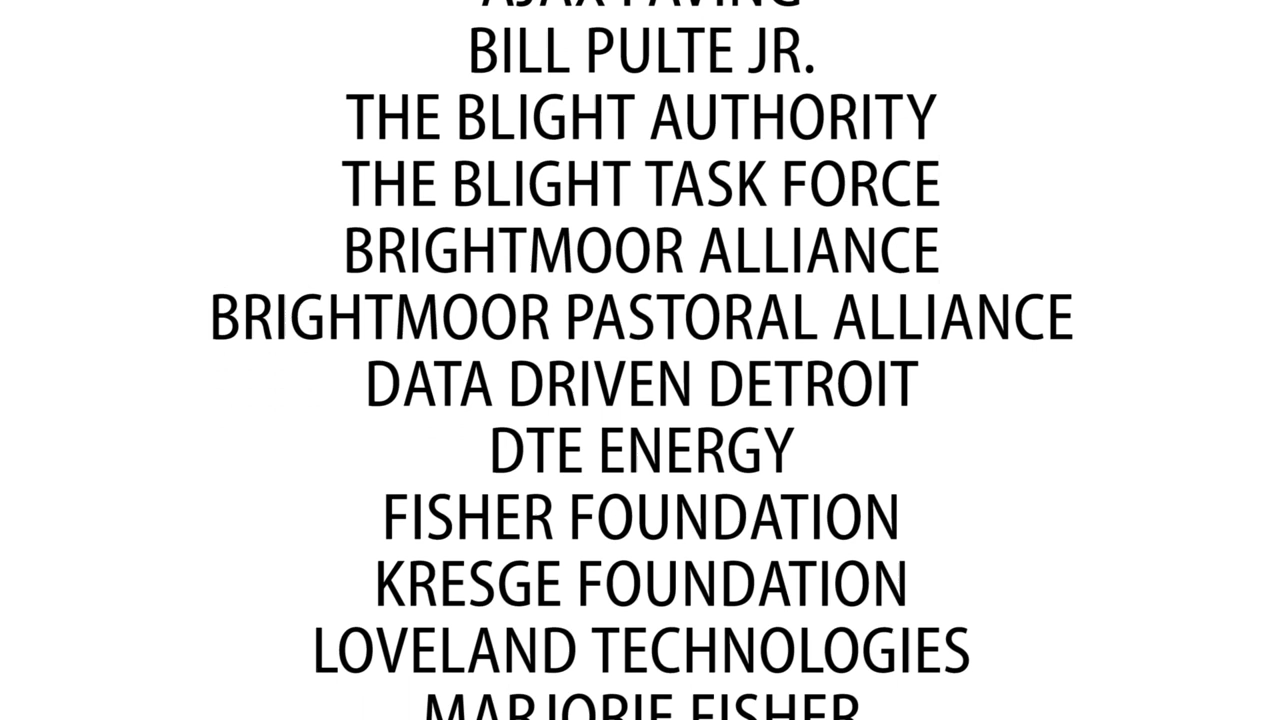 AJAX PAVING
BILL PULTE JR.
THE BLIGHT AUTHORITY
THE BLIGHT TASK FORCE
BRIGHTMOOR ALLIANCE
BRIGHTMOOR PASTORAL ALLIANCE
DATA DRIVEN DETROIT
DTE ENERGY
FISHER FOUNDATION
KRESGE FOUNDATION
LOVELAND TECHNOLOGIES
MARJORIE FISHER